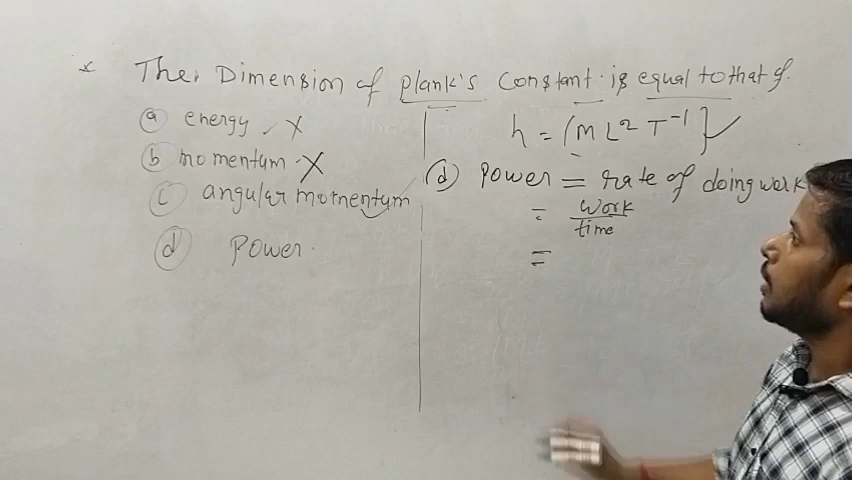 * The. Dimension of plank's constant. is equal to that of.
(a) energy ✓ X
(b) momentum. X
(c) angular momentum
(d) Power.
h = [M L² T⁻¹] ✓
(d) Power = rate of doing work
= work/time
=